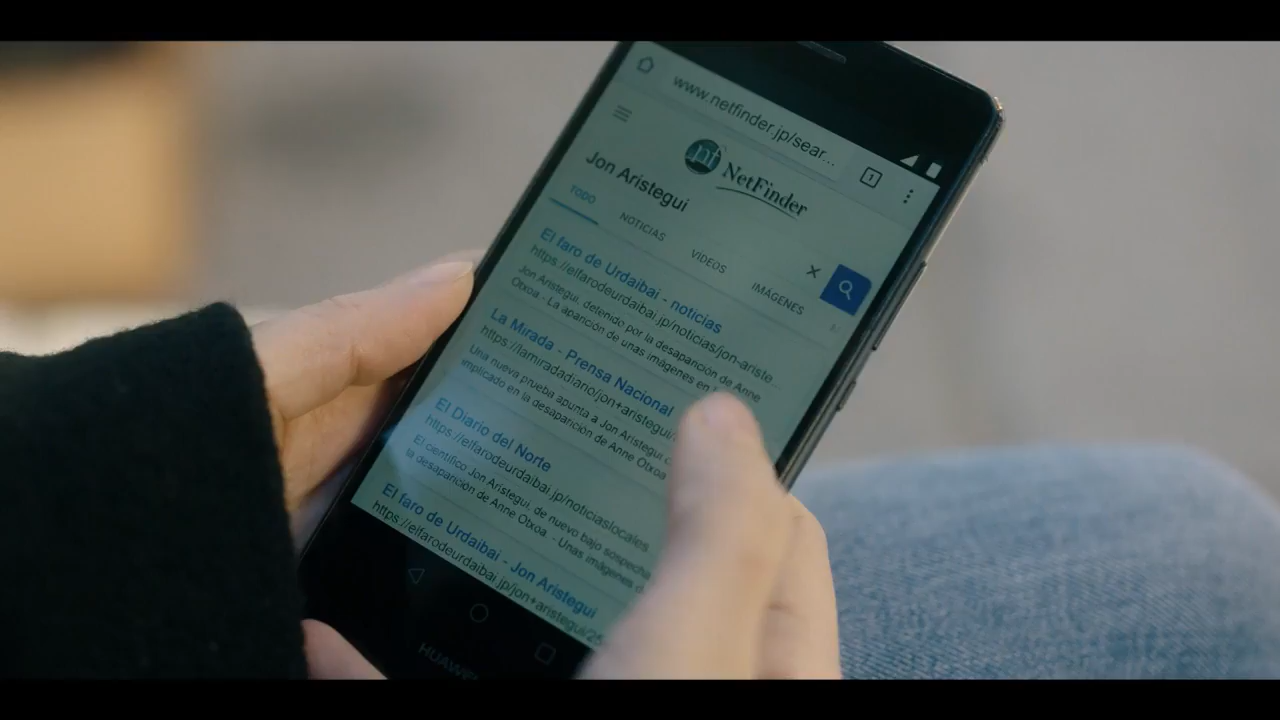 www.netfinder.jp/sear...
1
nf NetFinder
Jon Aristegui
TODO
NOTICIAS
VÍDEOS
IMÁGENES
El faro de Urdaibai - noticias
https://elfarodeurdaibai.jp/noticias/jon-ariste...
Jon Aristegui, detenido por la desaparición de Anne
Otxoa - La aparición de unas imágenes en
La Mirada - Prensa Nacional
https://lamiradadiario/jon+aristegui/
Una nueva prueba apunta a Jon Aristegui
implicado en la desaparición de Anne Otxoa
El Diario del Norte
https://elfarodeurdaibai.jp/noticiaslocales
El científico Jon Aristegui, de nuevo bajo sospecha
la desaparición de Anne Otxoa - Unas imágenes
El faro de Urdaibai - Jon Aristegui
https://elfarodeurdaibai.jp/jon+aristegui/25
HUAWEI